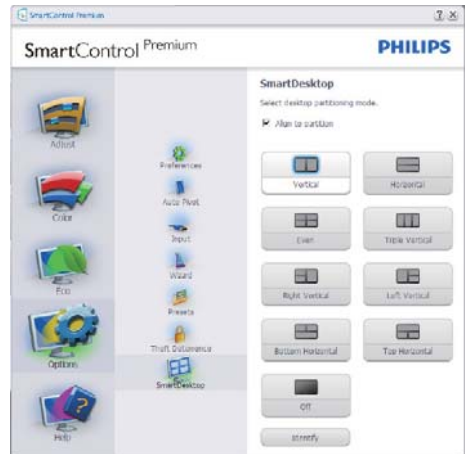 SmartControl Premium
SmartControl Premium
PHILIPS
Adjust
Color
Eco
Options
Help
Preferences
Auto Pivot
Input
Wizard
Presets
Theft Deterrence
SmartDesktop
SmartDesktop
Select desktop partitioning mode.
Align to partition
Vertical
Horizontal
Even
Triple Vertical
Right Vertical
Left Vertical
Bottom Horizontal
Top Horizontal
Off
Identify